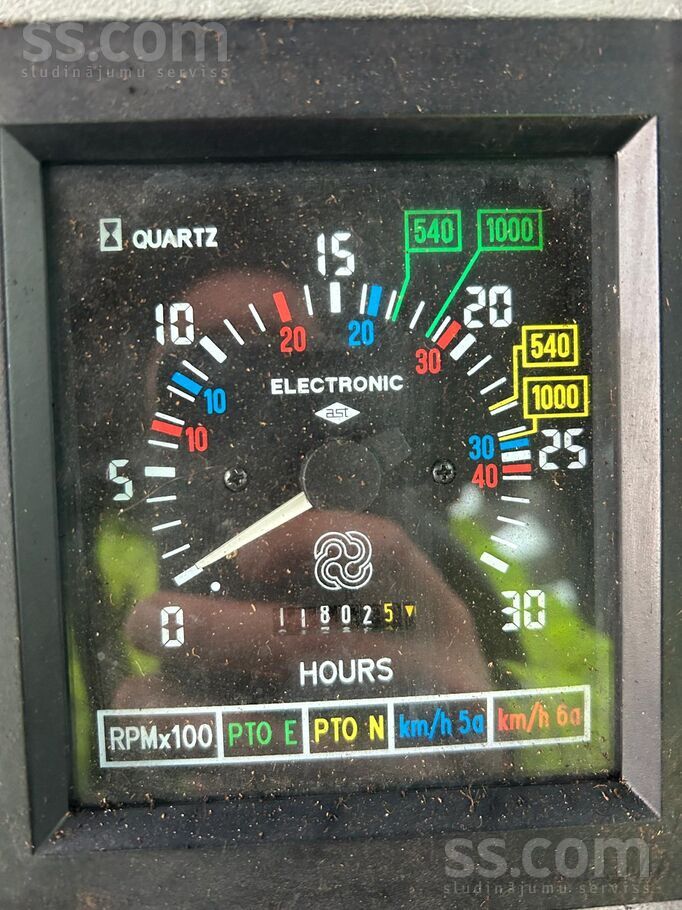 ss.com
sludinājumu serviss
QUARTZ
540 1000
15
10 20
20 20 30
540
ELECTRONIC
ast
10
1000
10
5
30 25
40
0
30
11802 5
HOURS
RPMx100 PTO E PTO N km/h 5a km/h 6a
ss.com
sludinājumu serviss